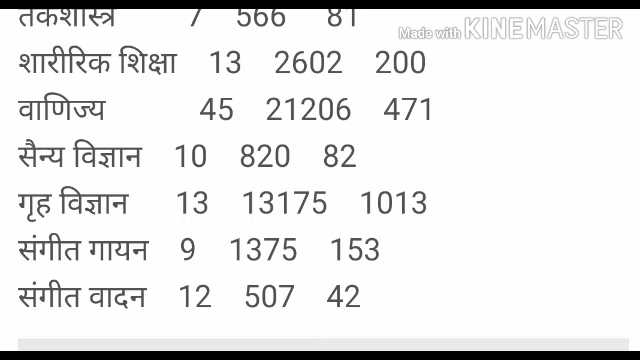 तर्कशास्त्र 7 566 81
Made with KINEMASTER
शारीरिक शिक्षा 13 2602 200
वाणिज्य 45 21206 471
सैन्य विज्ञान 10 820 82
गृह विज्ञान 13 13175 1013
संगीत गायन 9 1375 153
संगीत वादन 12 507 42